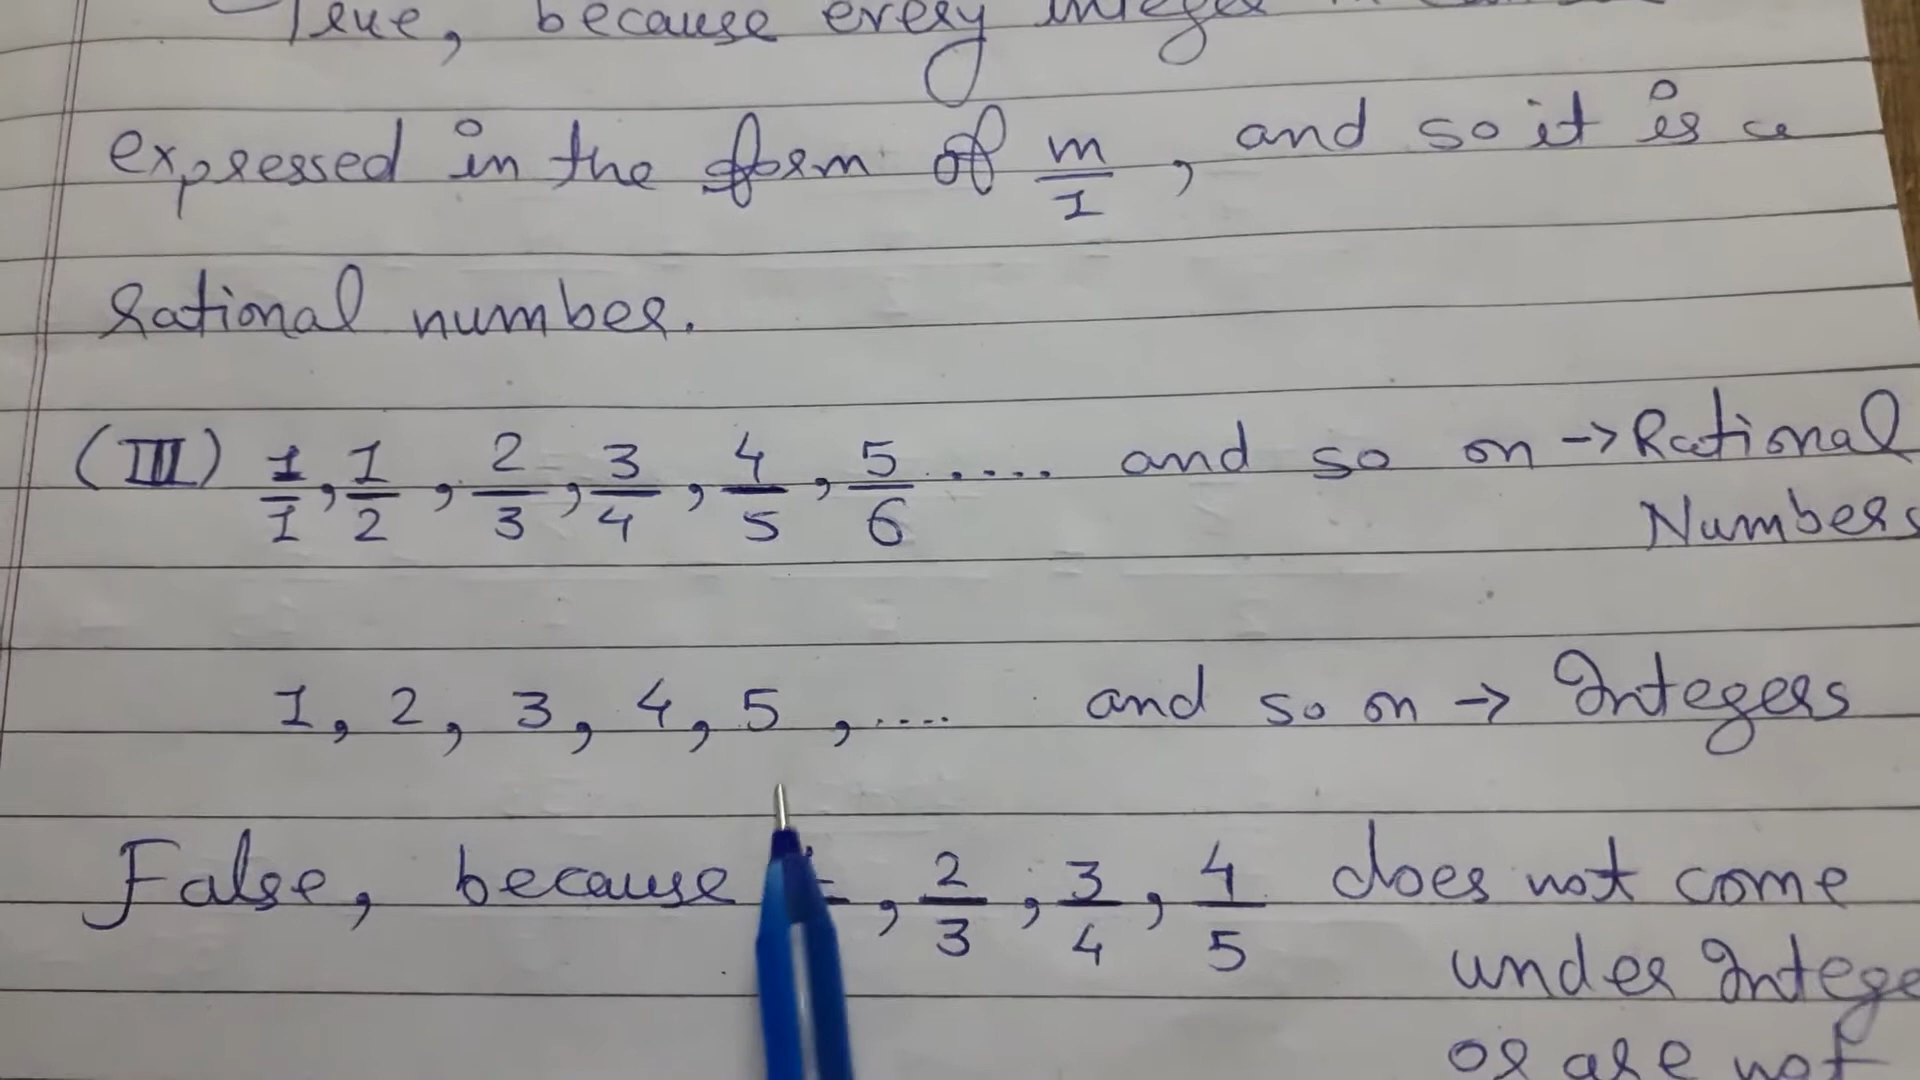 True, because every integer
expressed in the form of m/1, and so it is a
rational number.
(III) 1/1, 1/2, 2/3, 3/4, 4/5, 5/6 .... and so on → Rational
Numbers
1, 2, 3, 4, 5, .... and so on → Integers
False, because , 2/3, 3/4, 4/5 does not come
under Intege
or are not